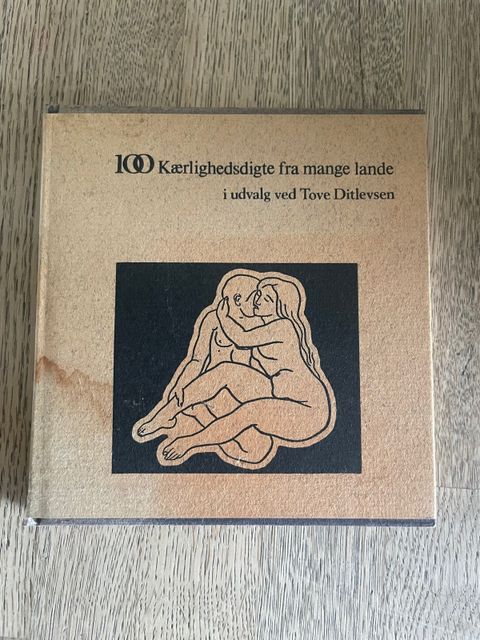 100 Kærlighedsdigte fra mange lande
i udvalg ved Tove Ditlevsen